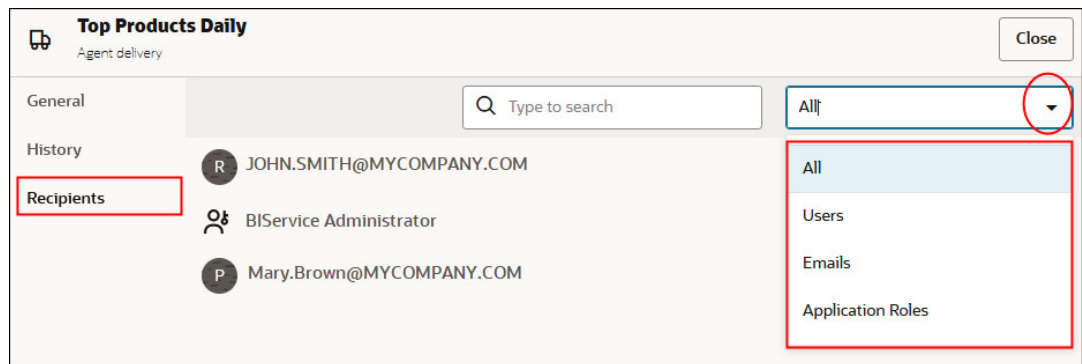 Top Products Daily
Agent delivery
Close
General
History
Recipients
Type to search
All
R JOHN.SMITH@MYCOMPANY.COM
BIService Administrator
P Mary.Brown@MYCOMPANY.COM
All
Users
Emails
Application Roles